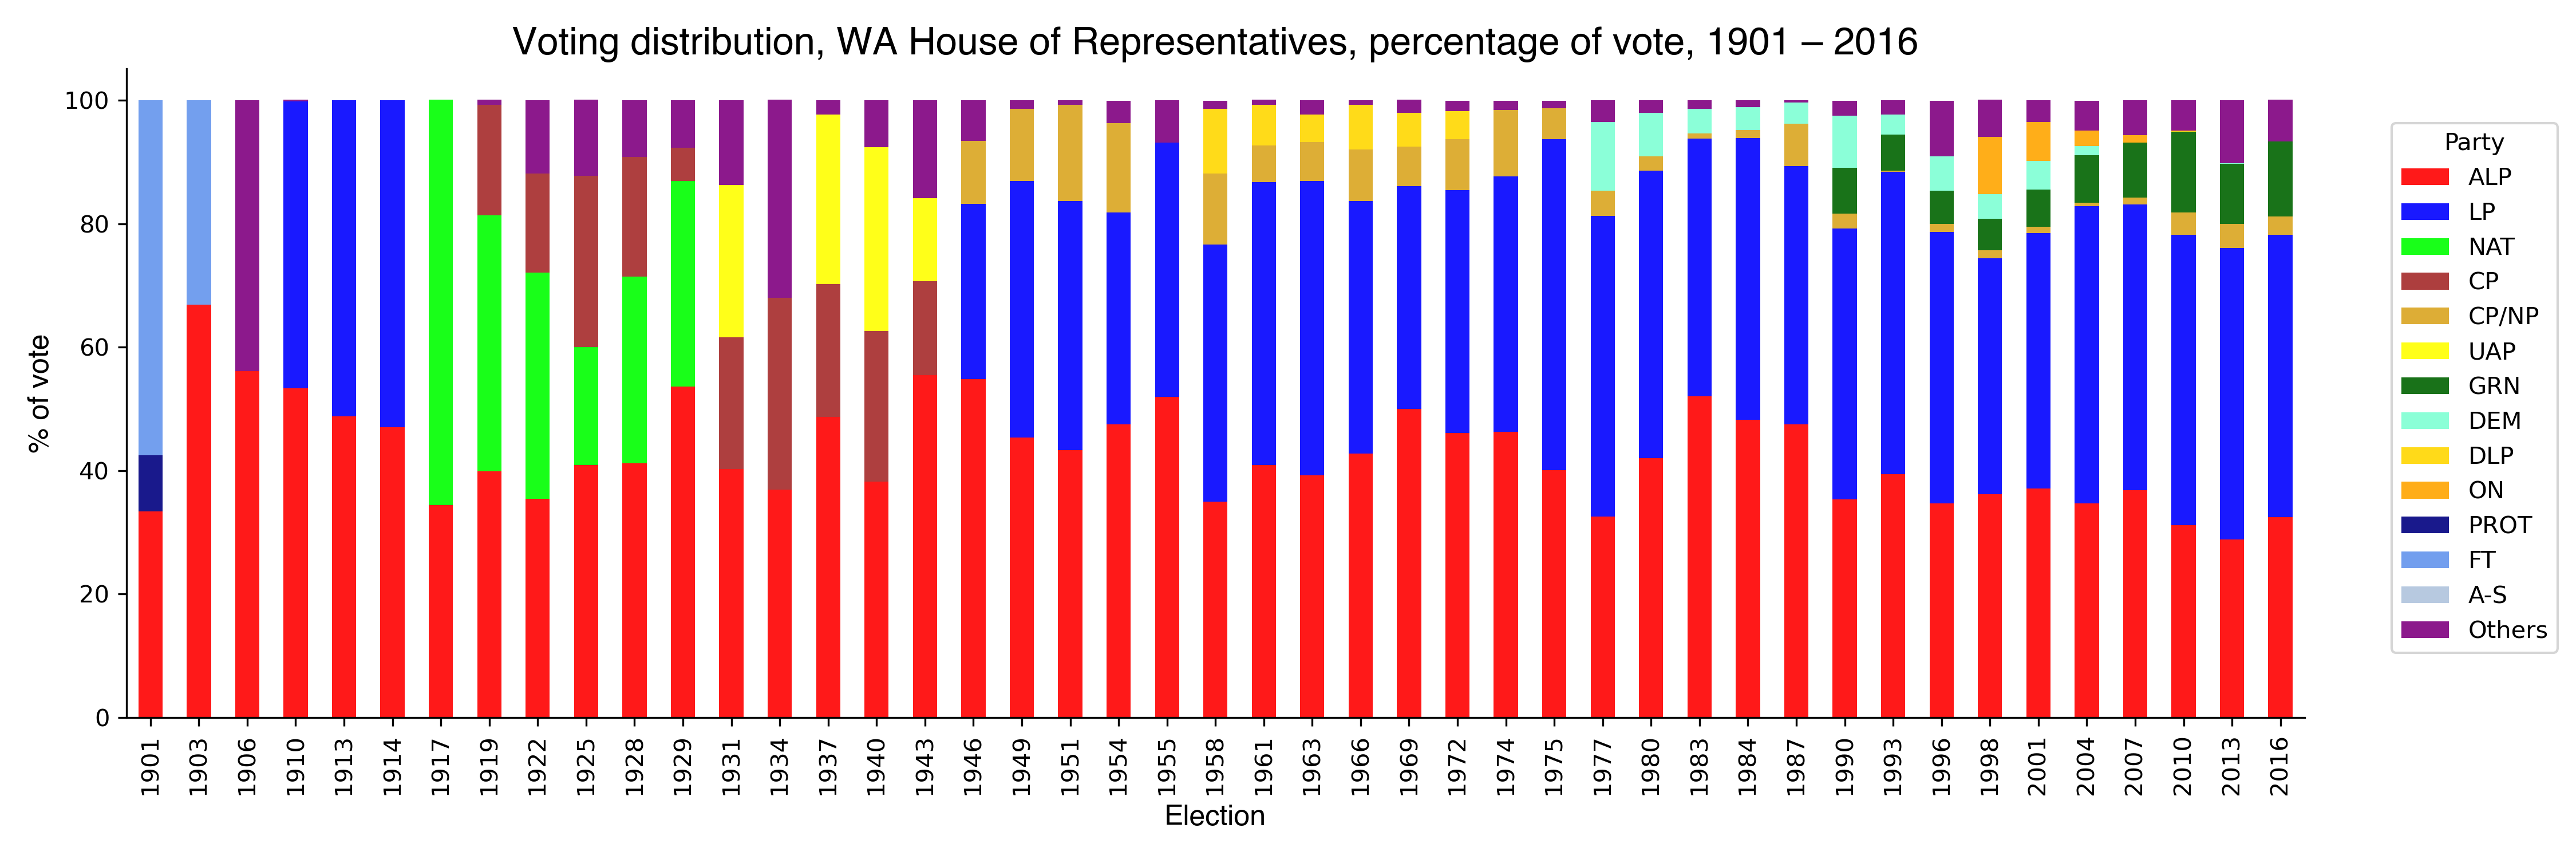 Voting distribution, WA House of Representatives, percentage of vote, 1901 – 2016
% of vote
100
80
60
40
20
0
1901 1903 1906 1910 1913 1914 1917 1919 1922 1925 1928 1929 1931 1934 1937 1940 1943 1946 1949 1951 1954 1955 1958 1961 1963 1966 1969 1972 1974 1975 1977 1980 1983 1984 1987 1990 1993 1996 1998 2001 2004 2007 2010 2013 2016
Election
Party
ALP
LP
NAT
CP
CP/NP
UAP
GRN
DEM
DLP
ON
PROT
FT
A-S
Others